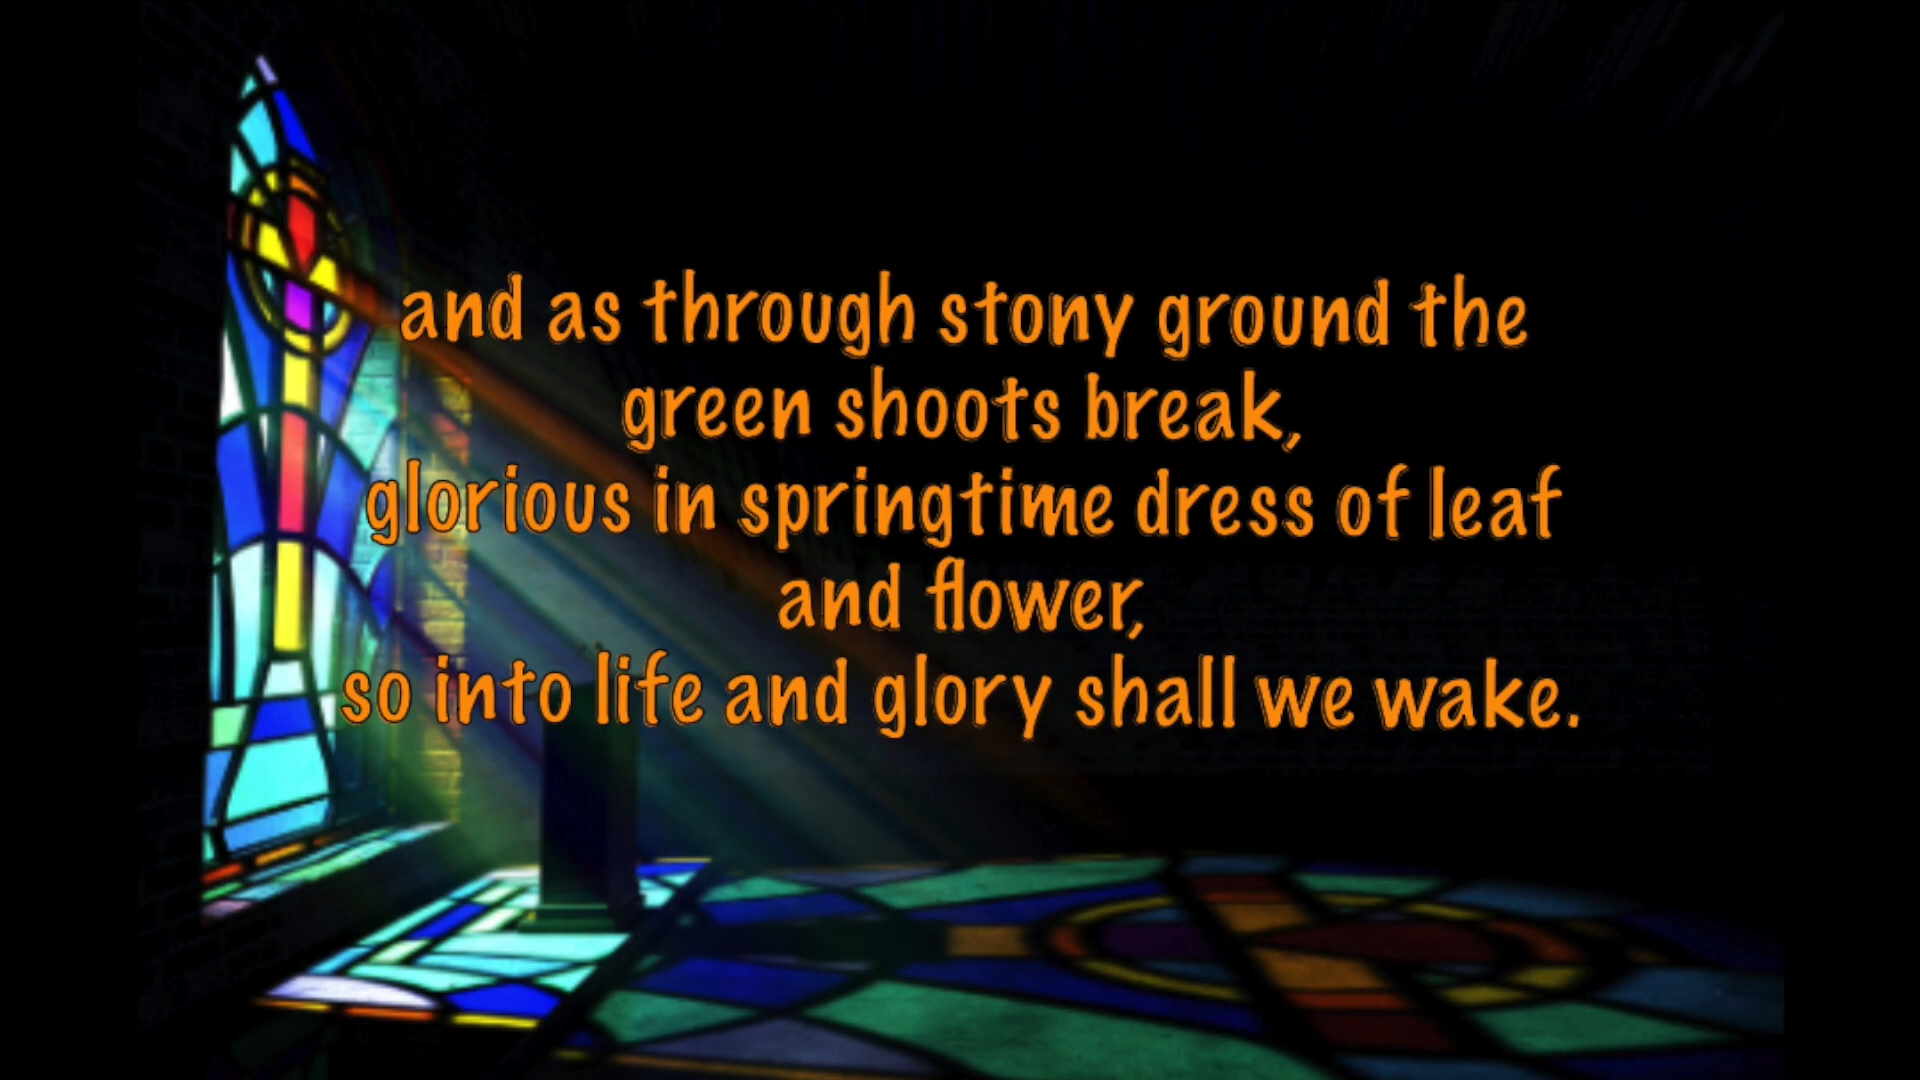 and as through stony ground the
green shoots break,
glorious in springtime dress of leaf
and flower,
so into life and glory shall we wake.